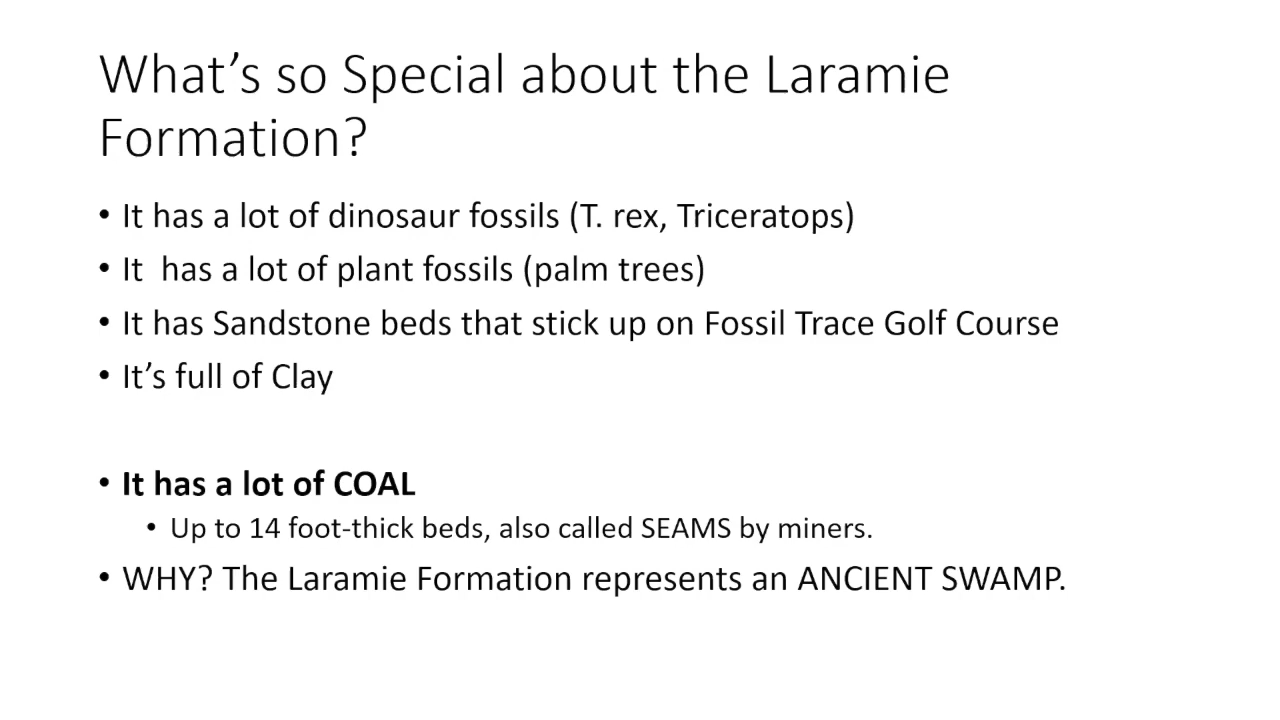 What’s so Special about the Laramie
Formation?
• It has a lot of dinosaur fossils (T. rex, Triceratops)
• It  has a lot of plant fossils (palm trees)
• It has Sandstone beds that stick up on Fossil Trace Golf Course
• It’s full of Clay
• It has a lot of COAL
• Up to 14 foot-thick beds, also called SEAMS by miners.
• WHY? The Laramie Formation represents an ANCIENT SWAMP.